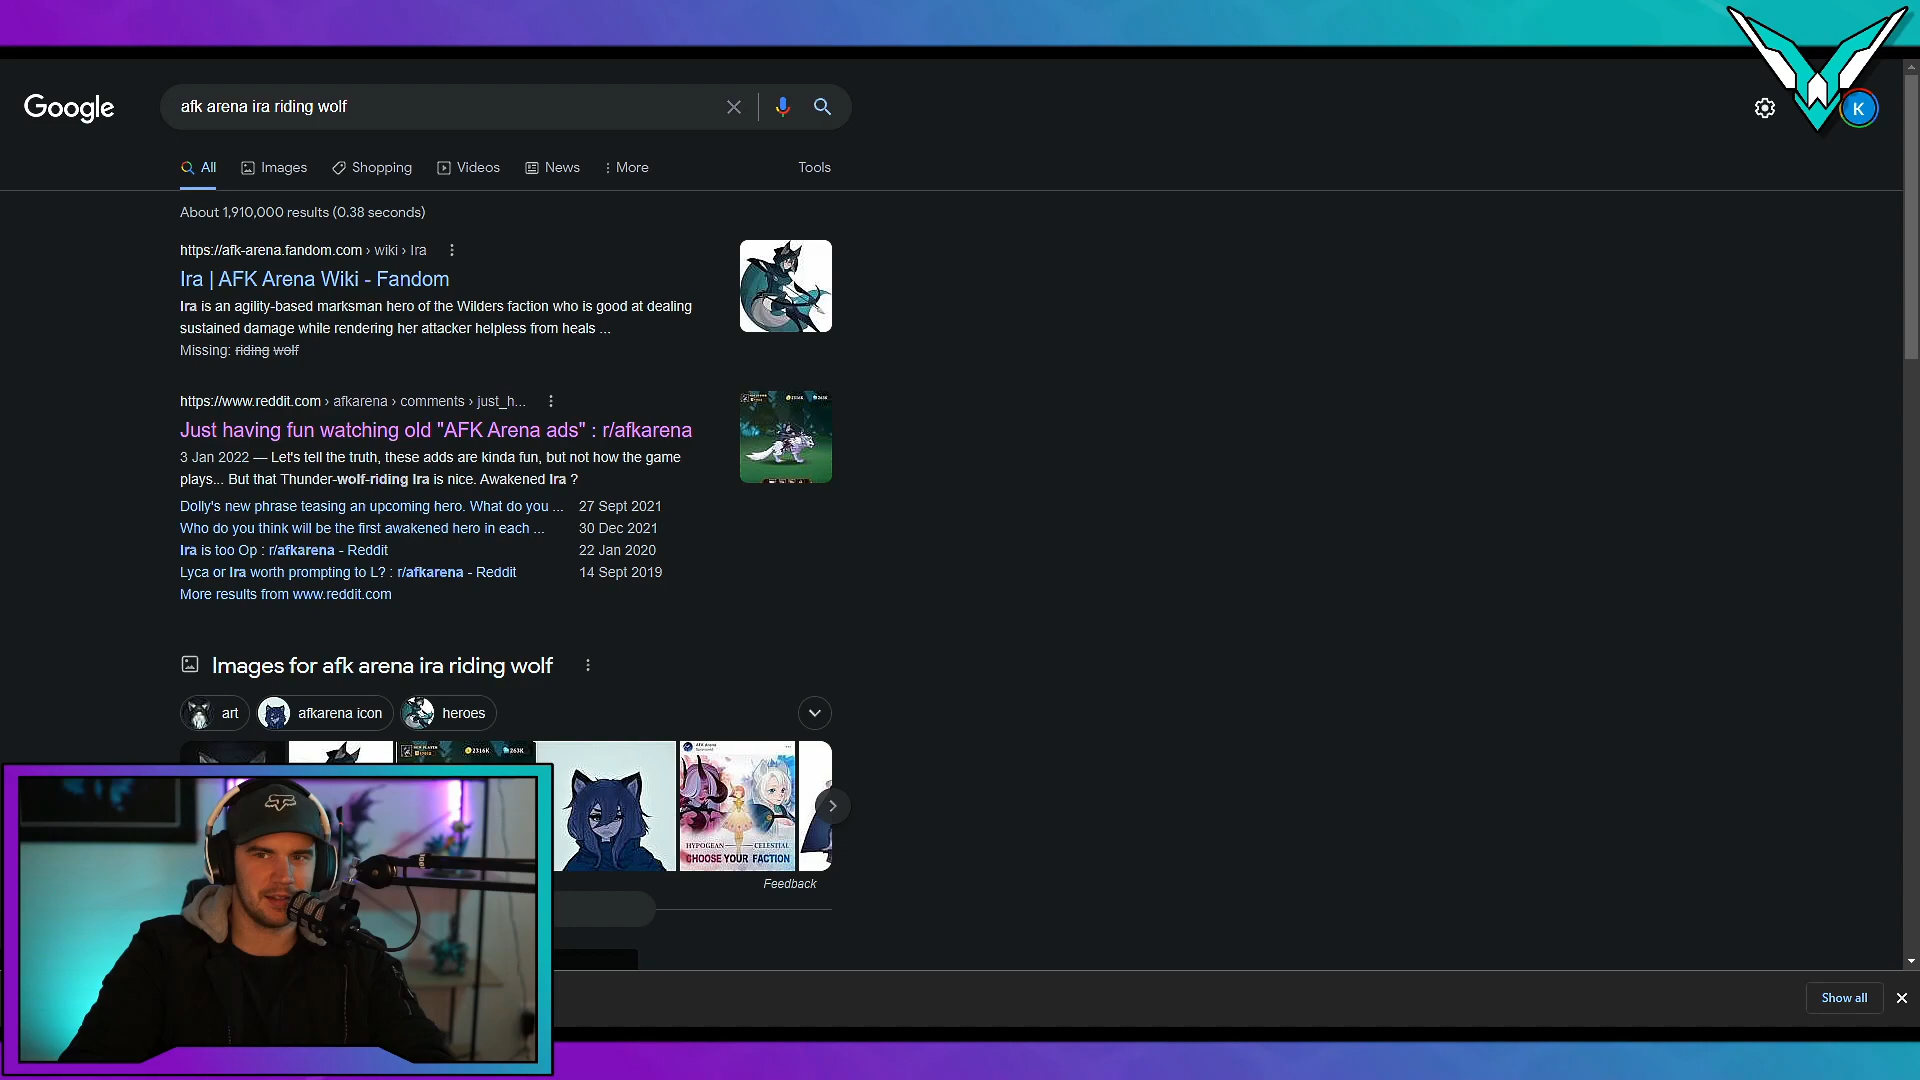 Google
afk arena ira riding wolf
K
All
Images
Shopping
Videos
News
More
Tools
About 1,910,000 results (0.38 seconds)
https://afk-arena.fandom.com › wiki › Ira
Ira | AFK Arena Wiki - Fandom
Ira is an agility-based marksman hero of the Wilders faction who is good at dealing
sustained damage while rendering her attacker helpless from heals ...
Missing: riding wolf
https://www.reddit.com › afkarena › comments › just_h...
Just having fun watching old "AFK Arena ads" : r/afkarena
3 Jan 2022 — Let's tell the truth, these adds are kinda fun, but not how the game
plays... But that Thunder-wolf-riding Ira is nice. Awakened Ira ?
Dolly's new phrase teasing an upcoming hero. What do you ... 27 Sept 2021
Who do you think will be the first awakened hero in each ... 30 Dec 2021
Ira is too Op : r/afkarena - Reddit 22 Jan 2020
Lyca or Ira worth prompting to L? : r/afkarena - Reddit 14 Sept 2019
More results from www.reddit.com
Images for afk arena ira riding wolf
art
afkarena icon
heroes
2316K 263K
AFK Arena
HYPOGEAN CELESTIAL
CHOOSE YOUR FACTION
Feedback
Show all